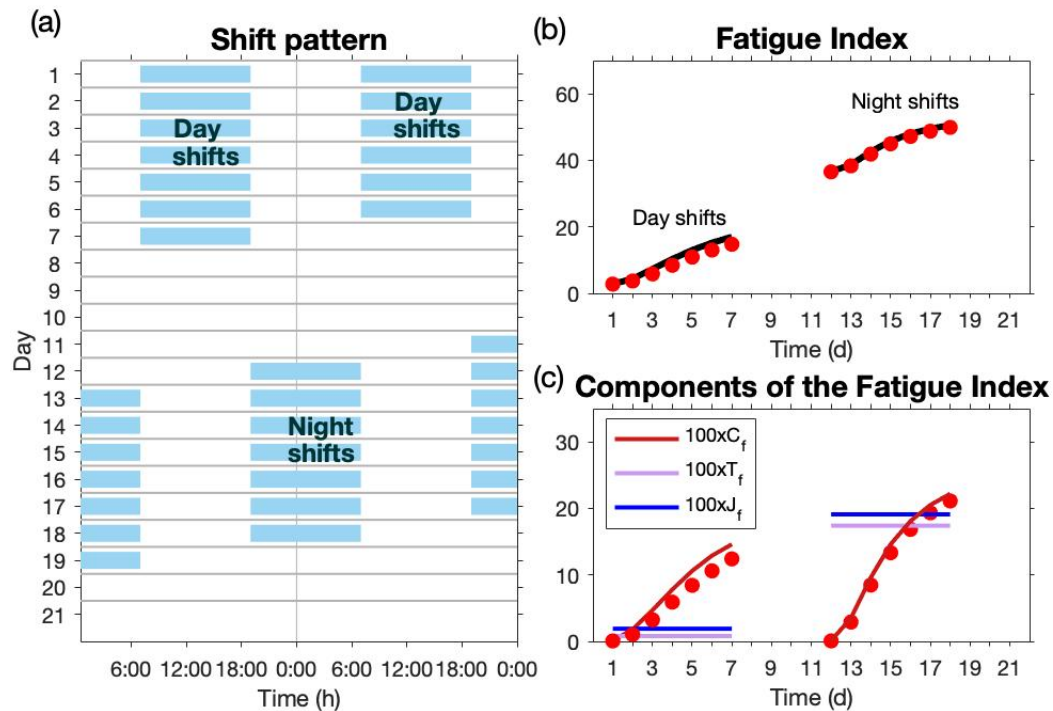 (a)
Shift pattern
1
2
3
4
5
6
7
8
9
10
11
12
13
14
15
16
17
18
19
20
21
Day
Day
shifts
Day
shifts
Night
shifts
6:00 12:00 18:00 0:00 6:00 12:00 18:00 0:00
Time (h)
(b)
Fatigue Index
60
40
20
0
Night shifts
Day shifts
1 3 5 7 9 11 13 15 17 19 21
Time (d)
(c)
Components of the Fatigue Index
30
20
10
0
100xC_f
100xT_f
100xJ_f
1 3 5 7 9 11 13 15 17 19 21
Time (d)